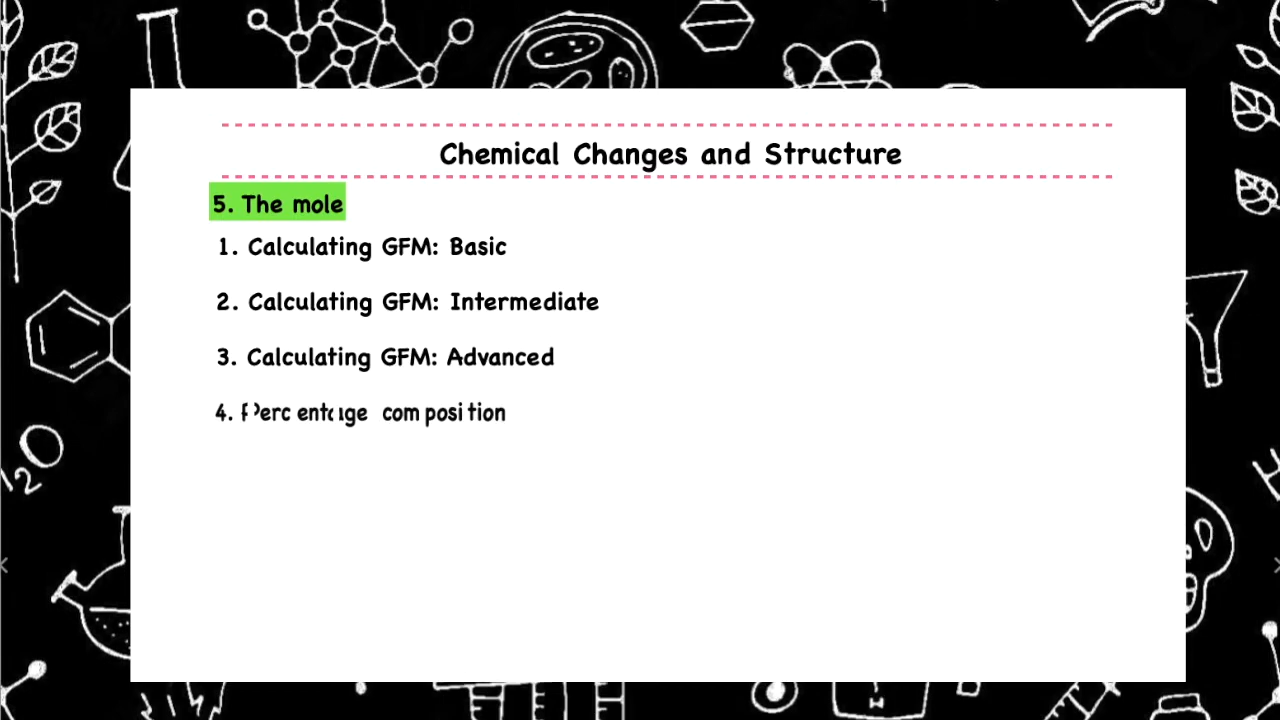 Chemical Changes and Structure
5. The mole
1. Calculating GFM: Basic
2. Calculating GFM: Intermediate
3. Calculating GFM: Advanced
4. Percentage composition
H₂O